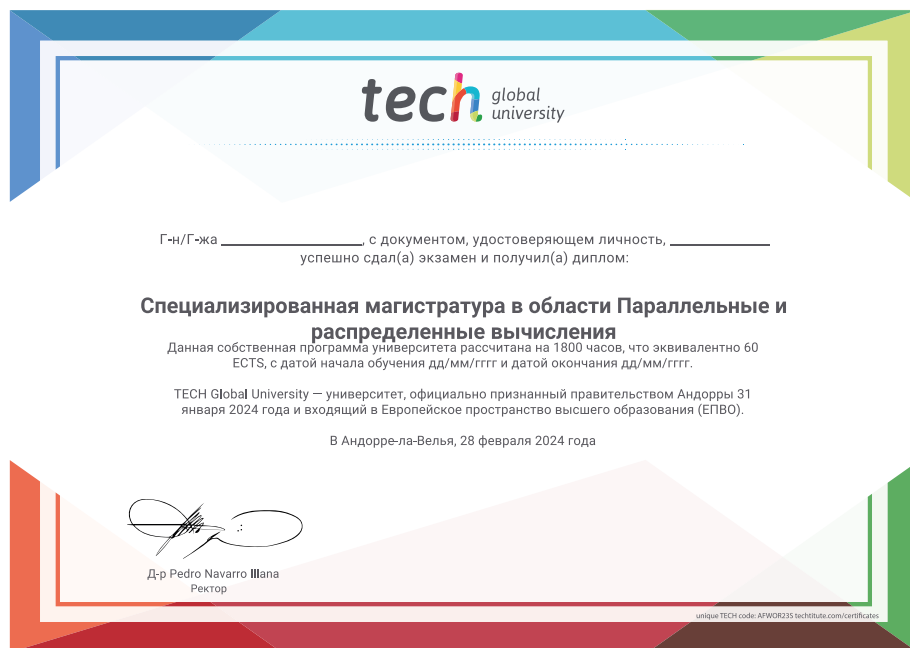 tech global
university
Г-н/Г-жа ____________________, с документом, удостоверяющем личность, ______________
успешно сдал(а) экзамен и получил(а) диплом:
Специализированная магистратура в области Параллельные и
распределенные вычисления
Данная собственная программа университета рассчитана на 1800 часов, что эквивалентно 60
ECTS, с датой начала обучения дд/мм/гггг и датой окончания дд/мм/гггг.
TECH Global University — университет, официально признанный правительством Андорры 31
января 2024 года и входящий в Европейское пространство высшего образования (ЕПВО).
В Андорре-ла-Велья, 28 февраля 2024 года
Д-р Pedro Navarro Illana
Ректор
unique TECH code: AFWOR23S techtitute.com/certificates